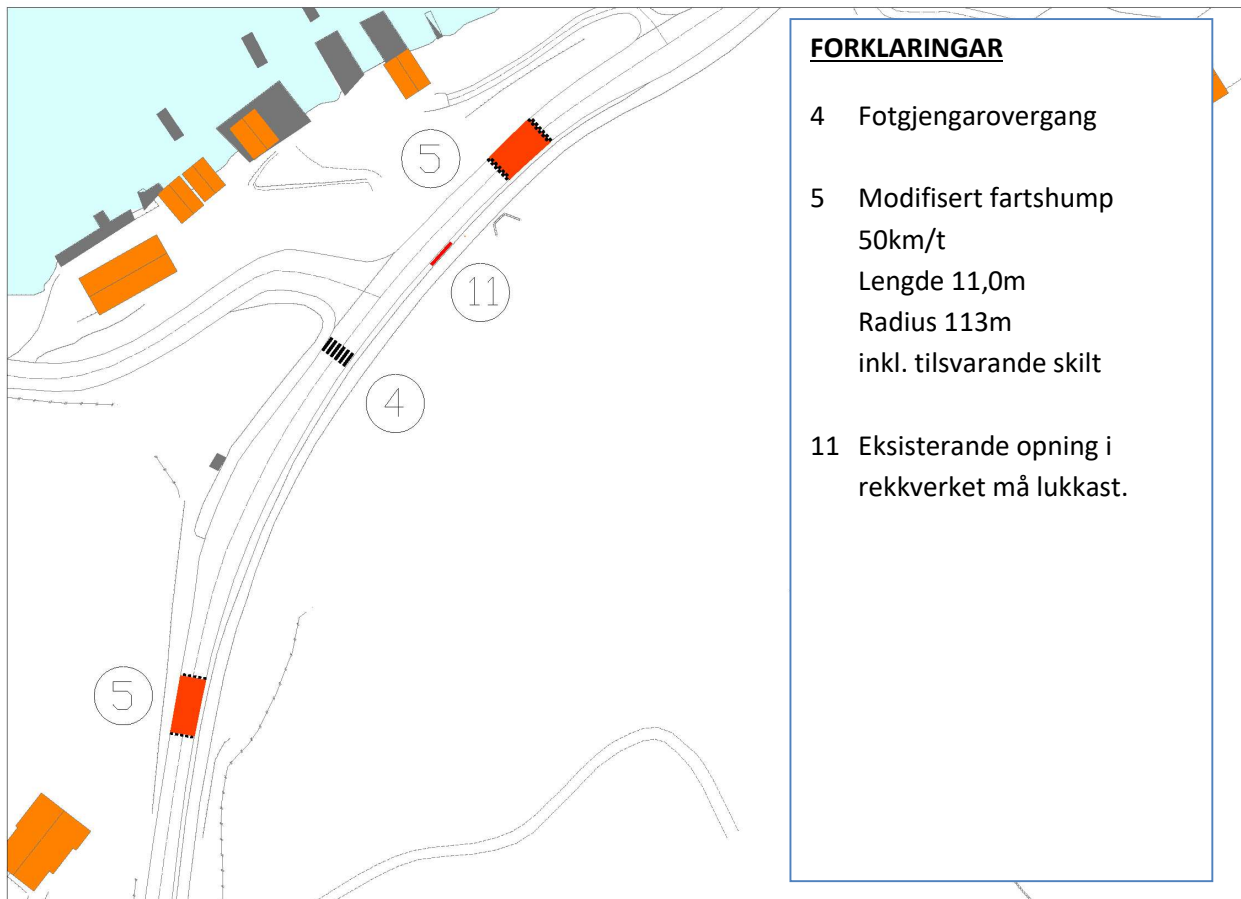 FORKLARINGAR
4 Fotgjengarovergang
5 Modifisert fartshump
50km/t
Lengde 11,0m
Radius 113m
inkl. tilsvarande skilt
11 Eksisterande opning i
rekkverket må lukkast.
5
11
4
5